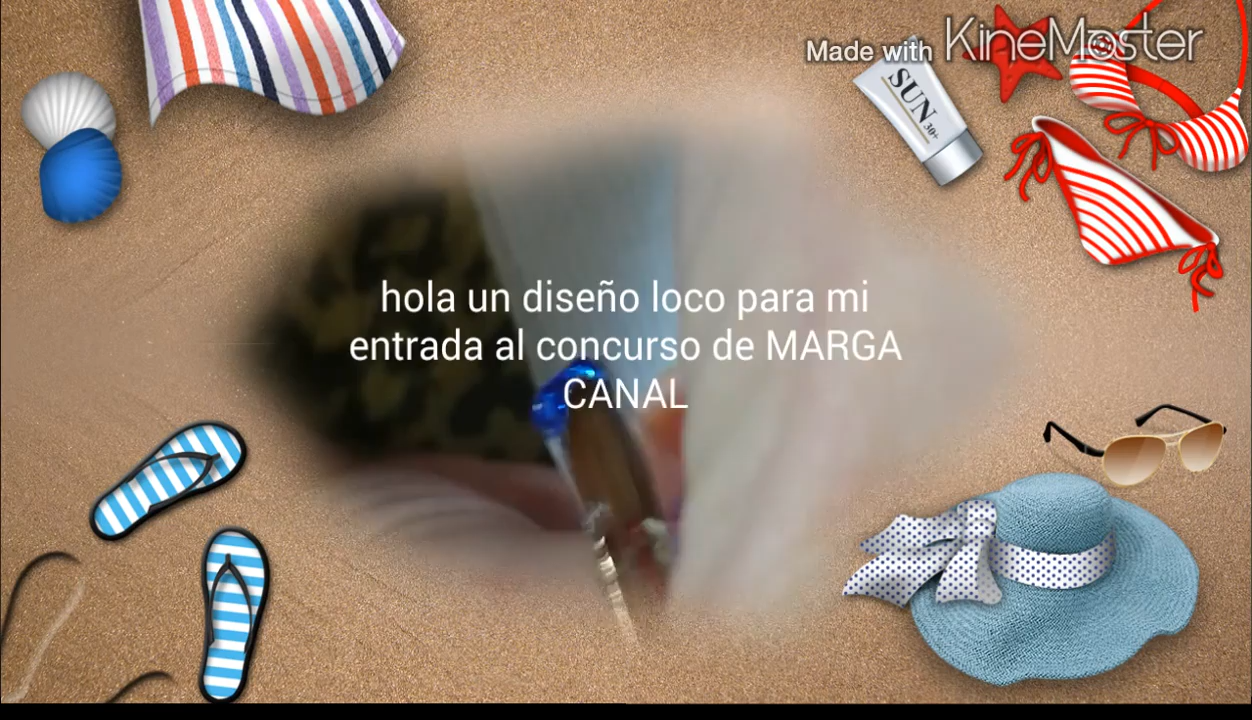 Made with KineMaster
SUN
30+
hola un diseño loco para mi
entrada al concurso de MARGA
CANAL